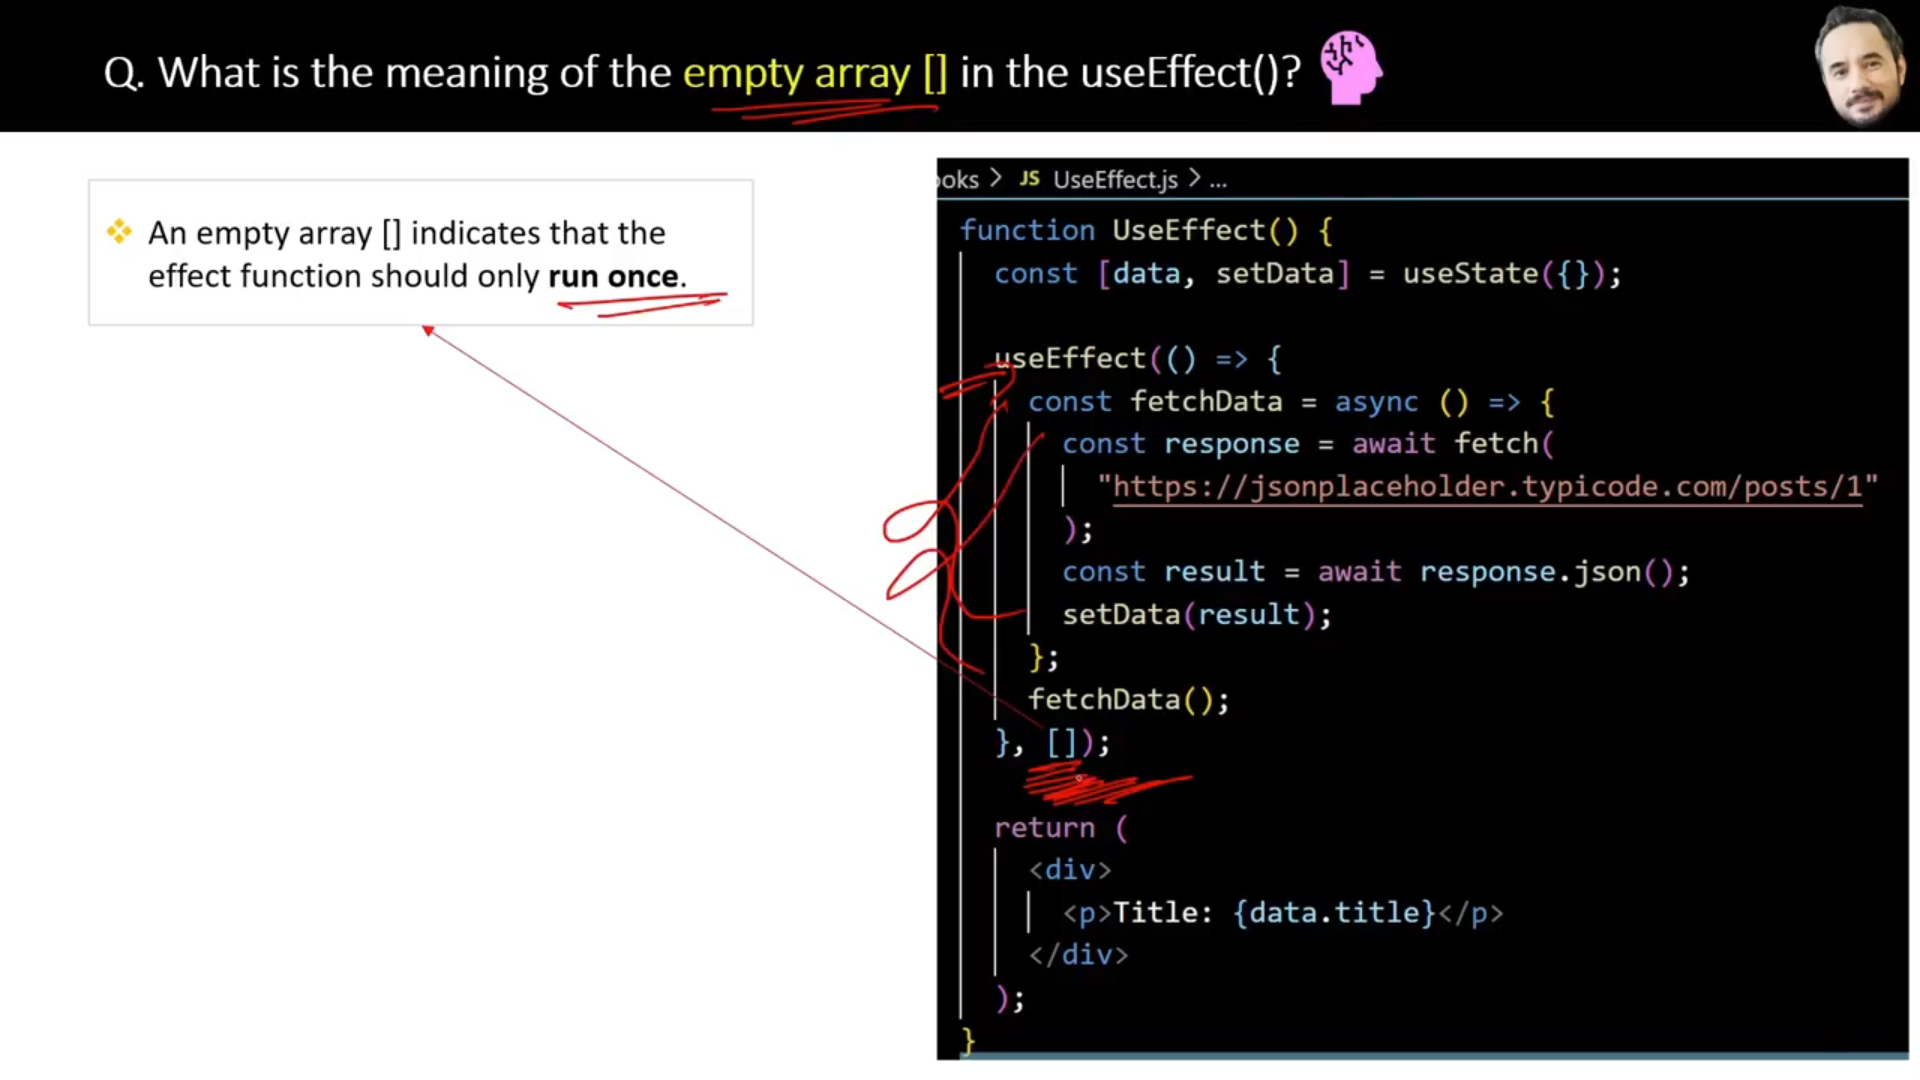 Q. What is the meaning of the empty array [] in the useEffect()?
An empty array [] indicates that the
effect function should only run once.
ooks > JS UseEffect.js > ...
function UseEffect() {
const [data, setData] = useState({});
useEffect(() => {
const fetchData = async () => {
const response = await fetch(
"https://jsonplaceholder.typicode.com/posts/1"
);
const result = await response.json();
setData(result);
};
fetchData();
}, []);
return (
<div>
<p>Title: {data.title}</p>
</div>
);
}